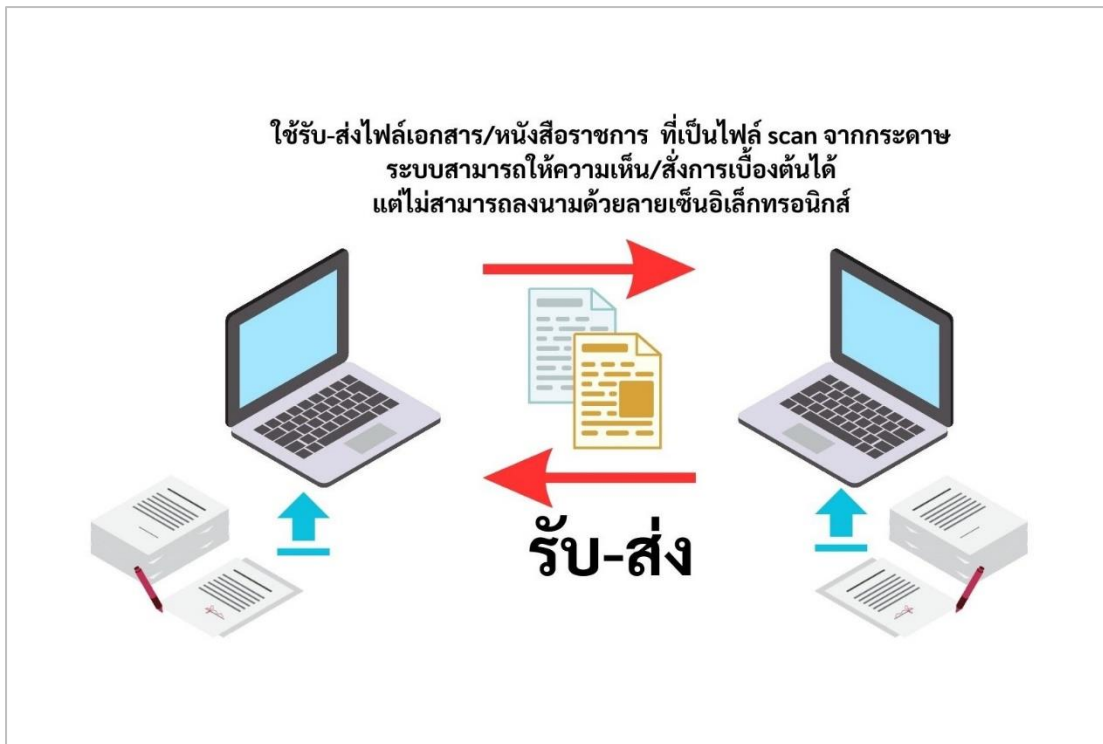 ใช้รับ-ส่งไฟล์เอกสาร/หนังสือราชการ ที่เป็นไฟล์ scan จากกระดาษ
ระบบสามารถให้ความเห็น/สั่งการเบื้องต้นได้
แต่ไม่สามารถลงนามด้วยลายเซ็นอิเล็กทรอนิกส์
รับ-ส่ง